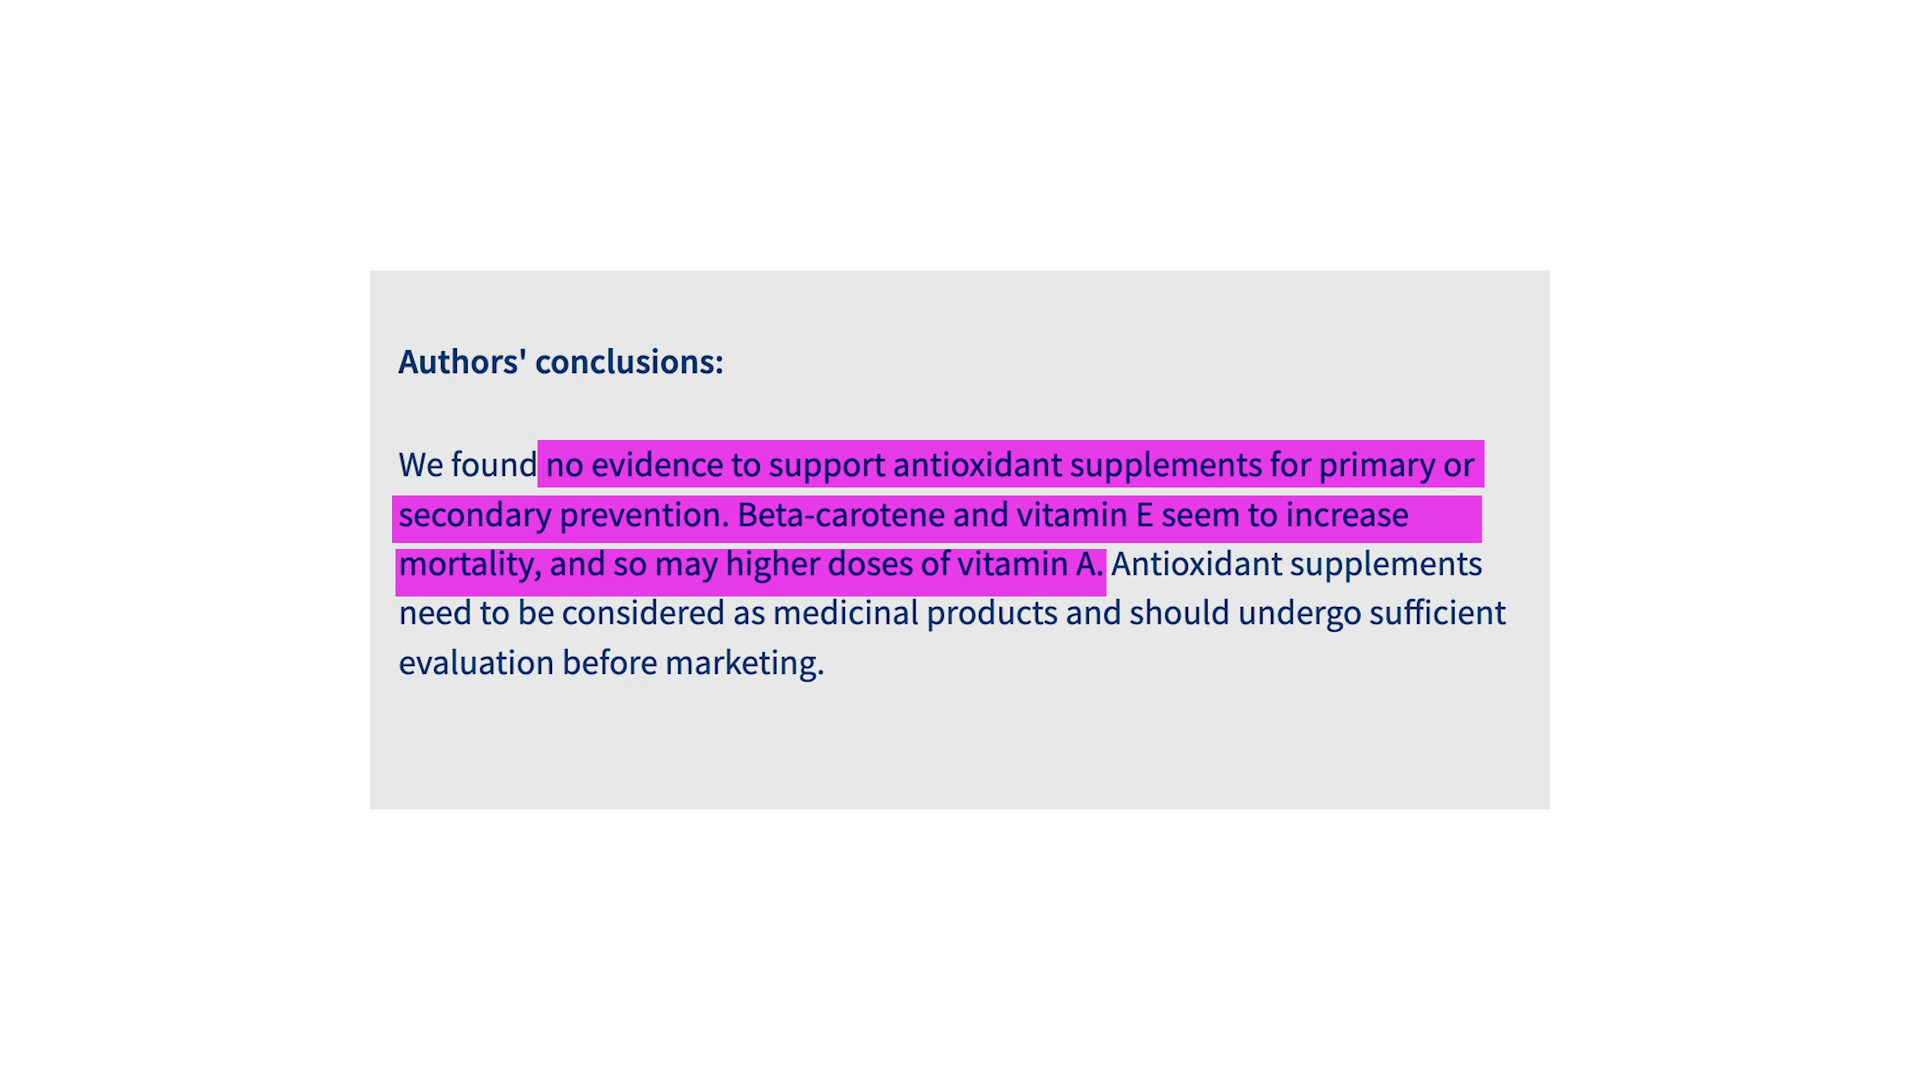 Authors' conclusions:
We found no evidence to support antioxidant supplements for primary or
secondary prevention. Beta-carotene and vitamin E seem to increase
mortality, and so may higher doses of vitamin A. Antioxidant supplements
need to be considered as medicinal products and should undergo sufficient
evaluation before marketing.